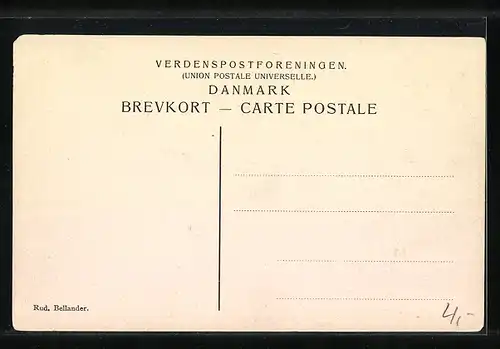 VERDENSPOSTFORENINGEN.
(UNION POSTALE UNIVERSELLE.)
DANMARK
BREVKORT — CARTE POSTALE
Rud. Bellander.
4,-